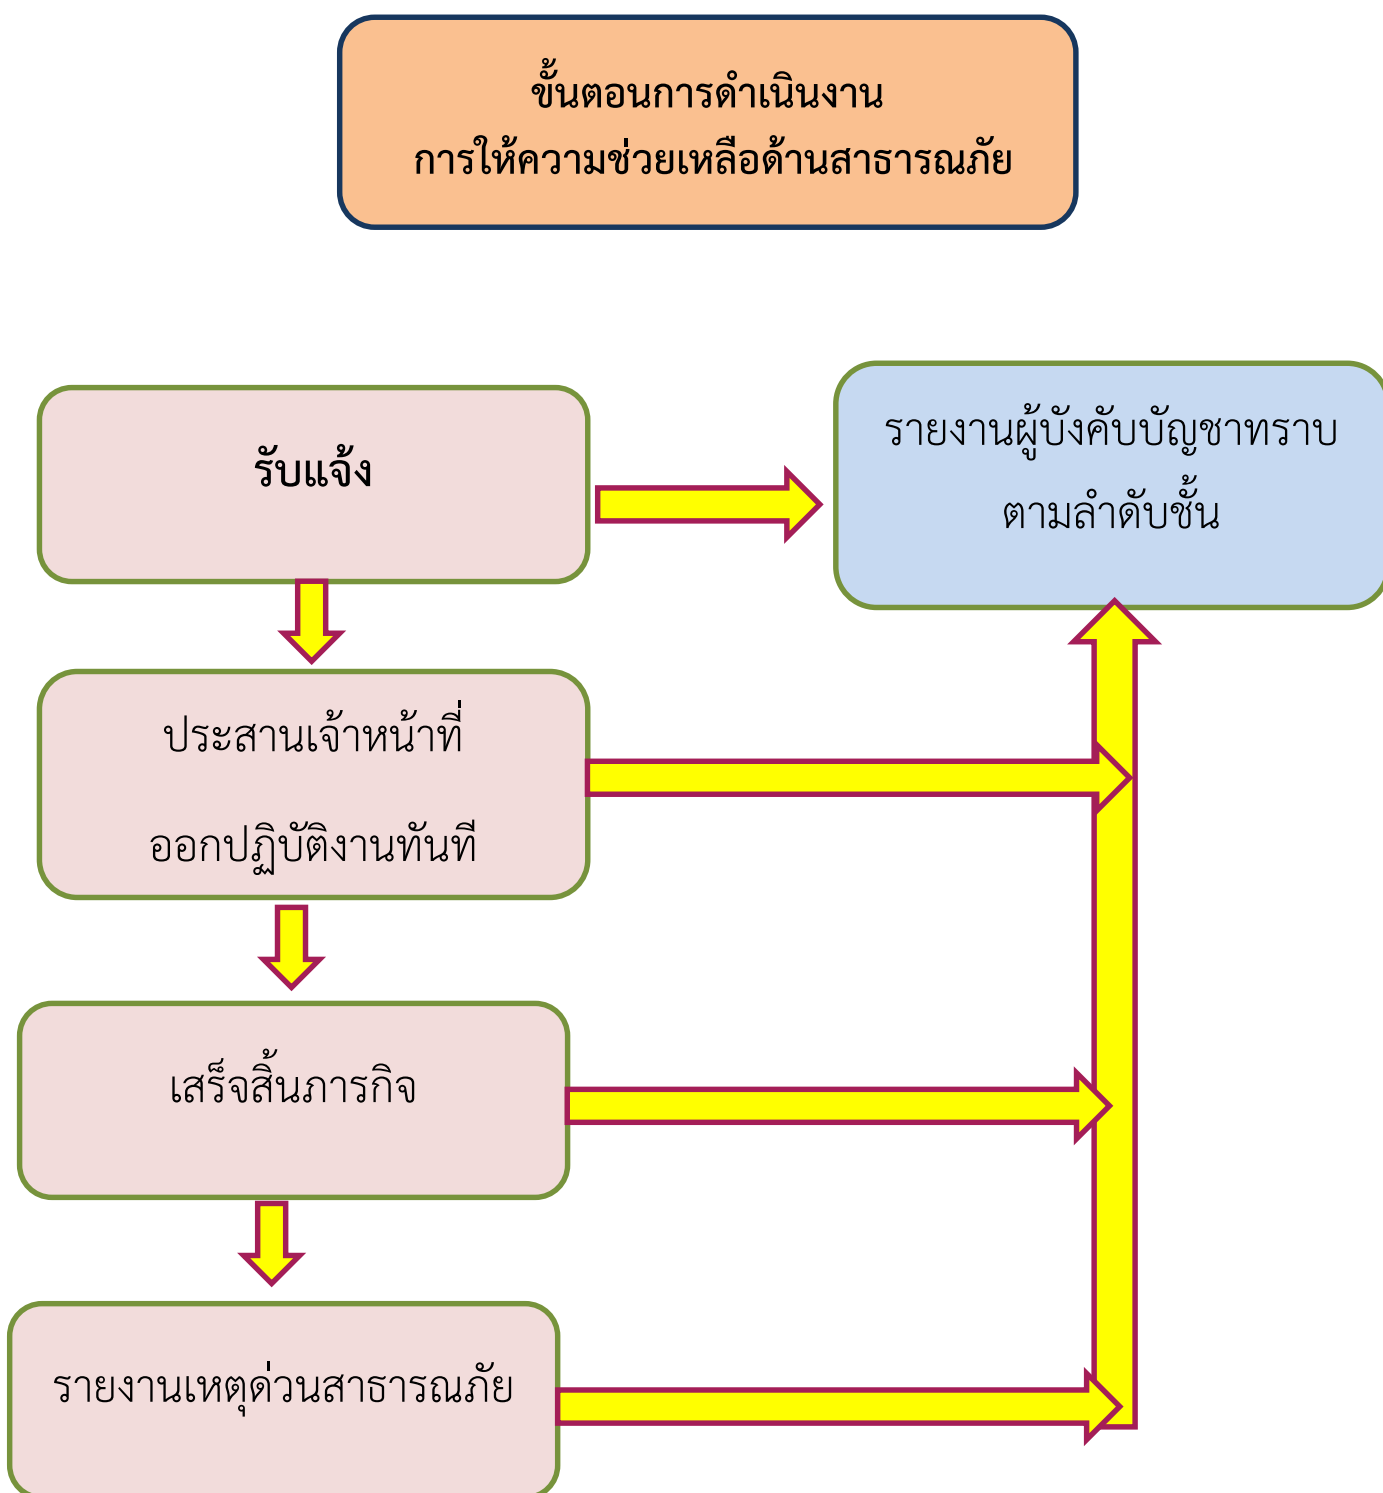 ขั้นตอนการดำเนินงาน
การให้ความช่วยเหลือด้านสาธารณภัย
รับแจ้ง
รายงานผู้บังคับบัญชาทราบ
ตามลำดับชั้น
ประสานเจ้าหน้าที่
ออกปฏิบัติงานทันที
เสร็จสิ้นภารกิจ
รายงานเหตุด่วนสาธารณภัย